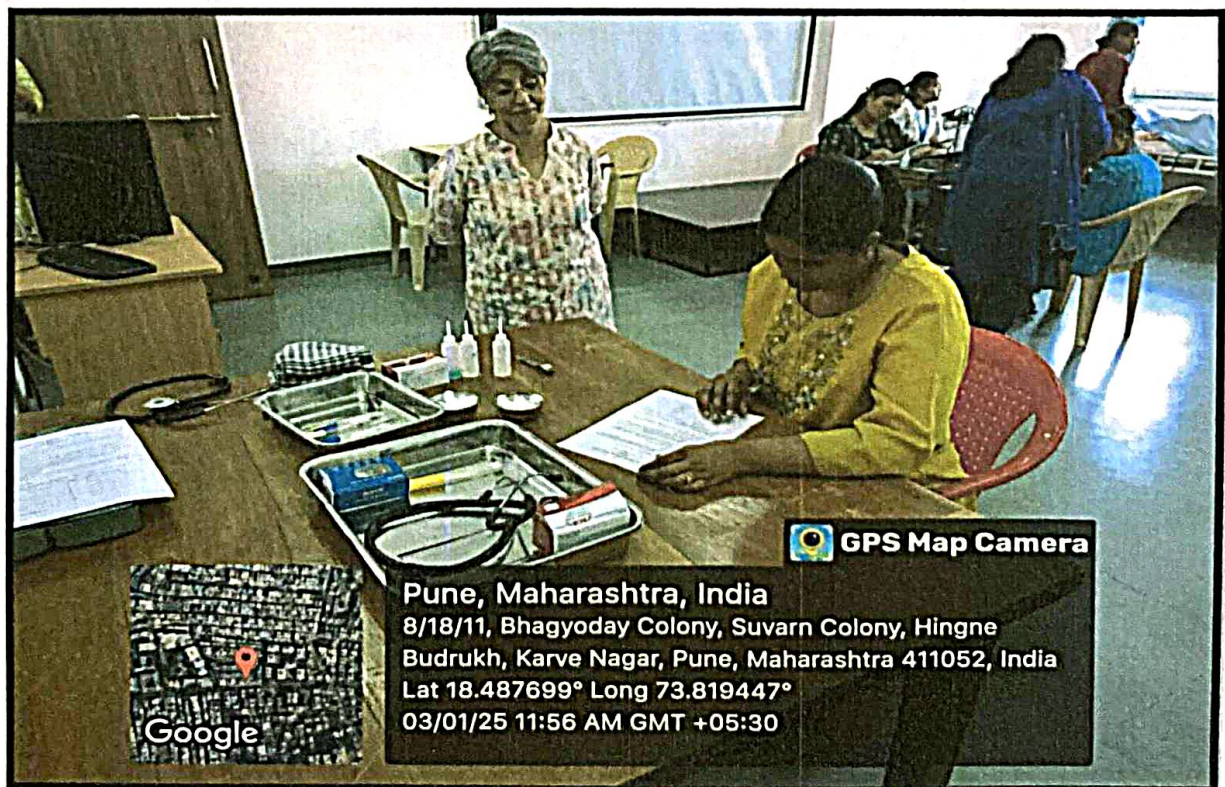 GPS Map Camera
Pune, Maharashtra, India
8/18/11, Bhagyoday Colony, Suvarn Colony, Hingne
Budrukh, Karve Nagar, Pune, Maharashtra 411052, India
Lat 18.487699° Long 73.819447°
03/01/25 11:56 AM GMT +05:30
Google